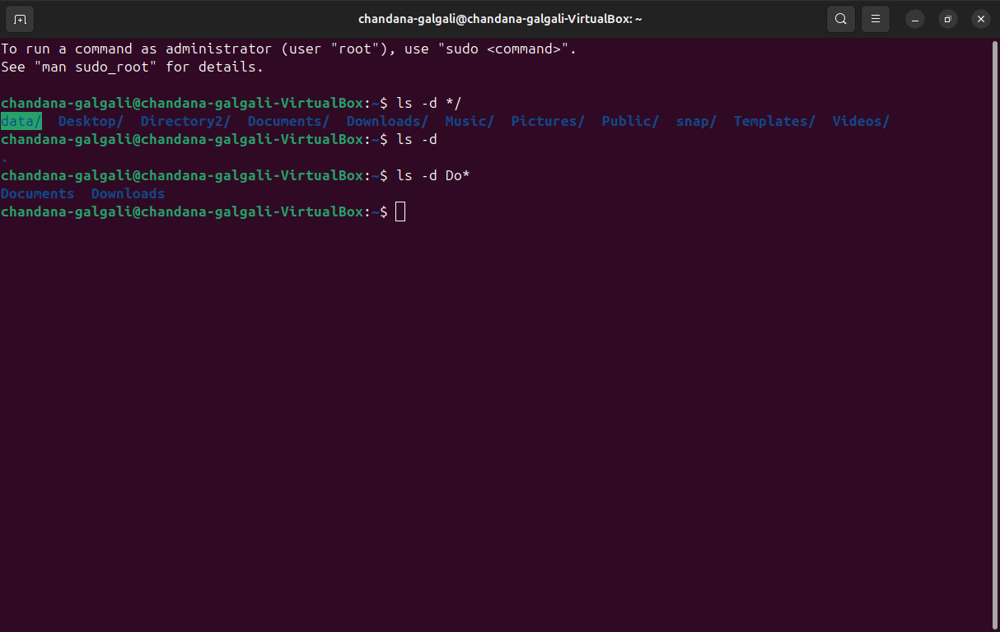 chandana-galgali@chandana-galgali-VirtualBox: ~
To run a command as administrator (user "root"), use "sudo <command>".
See "man sudo_root" for details.
chandana-galgali@chandana-galgali-VirtualBox:~$ ls -d */
data/  Desktop/  Directory2/  Documents/  Downloads/  Music/  Pictures/  Public/  snap/  Templates/  Videos/
chandana-galgali@chandana-galgali-VirtualBox:~$ ls -d
.
chandana-galgali@chandana-galgali-VirtualBox:~$ ls -d Do*
Documents  Downloads
chandana-galgali@chandana-galgali-VirtualBox:~$